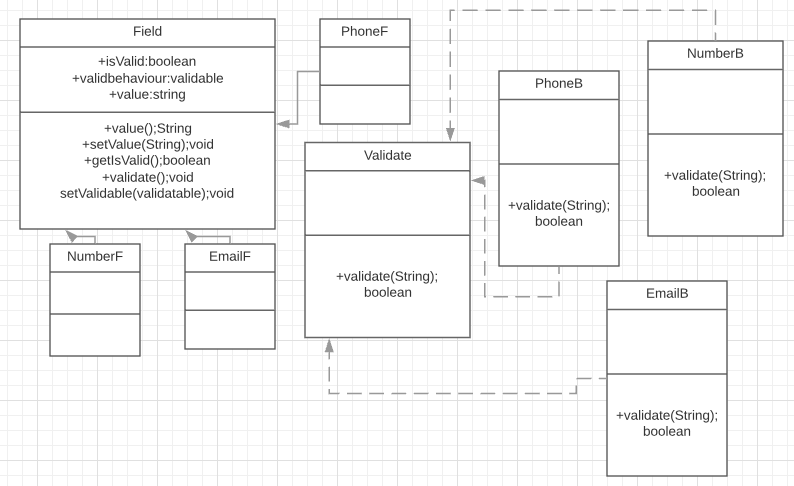 Field
+isValid:boolean
+validbehaviour:validable
+value:string
+value();String
+setValue(String);void
+getIsValid();boolean
+validate();void
setValidable(validatable);void
PhoneF
NumberF
EmailF
Validate
+validate(String);
boolean
PhoneB
+validate(String);
boolean
NumberB
+validate(String);
boolean
EmailB
+validate(String);
boolean